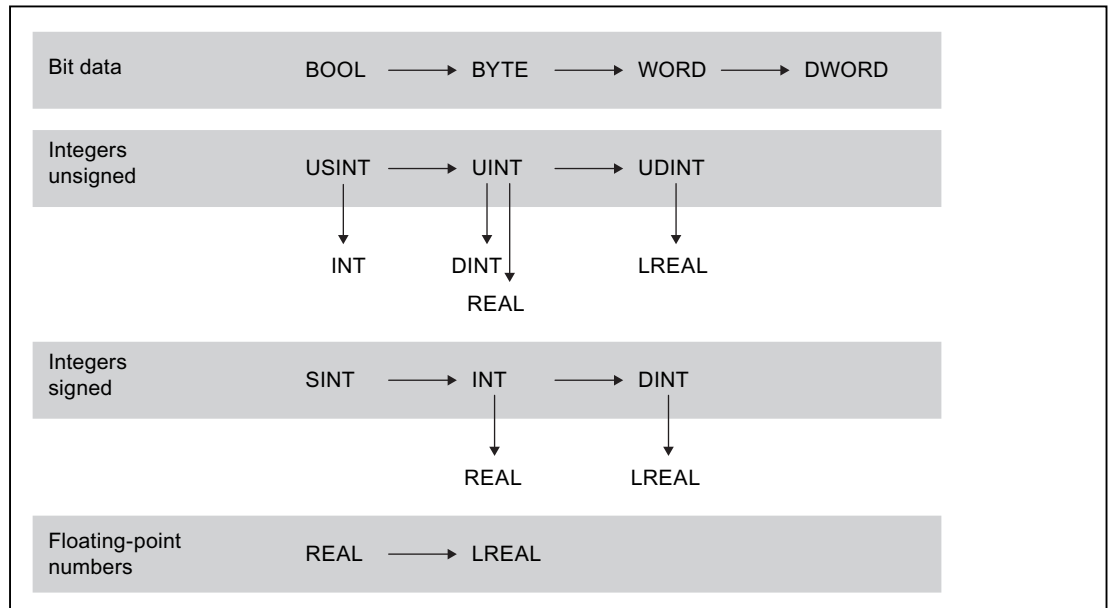 Bit data BOOL BYTE WORD DWORD
Integers
unsigned
USINT UINT UDINT
INT DINT LREAL
REAL
Integers
signed
SINT INT DINT
REAL LREAL
Floating-point
numbers
REAL LREAL